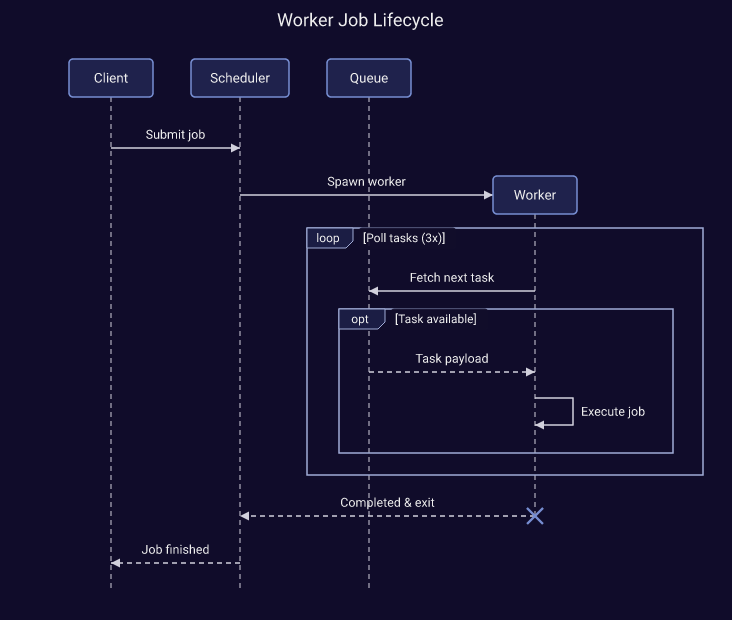 Worker Job Lifecycle
Client
Scheduler
Queue
Submit job
Spawn worker
Worker
loop
[Poll tasks (3x)]
Fetch next task
opt
[Task available]
Task payload
Execute job
Completed & exit
Job finished